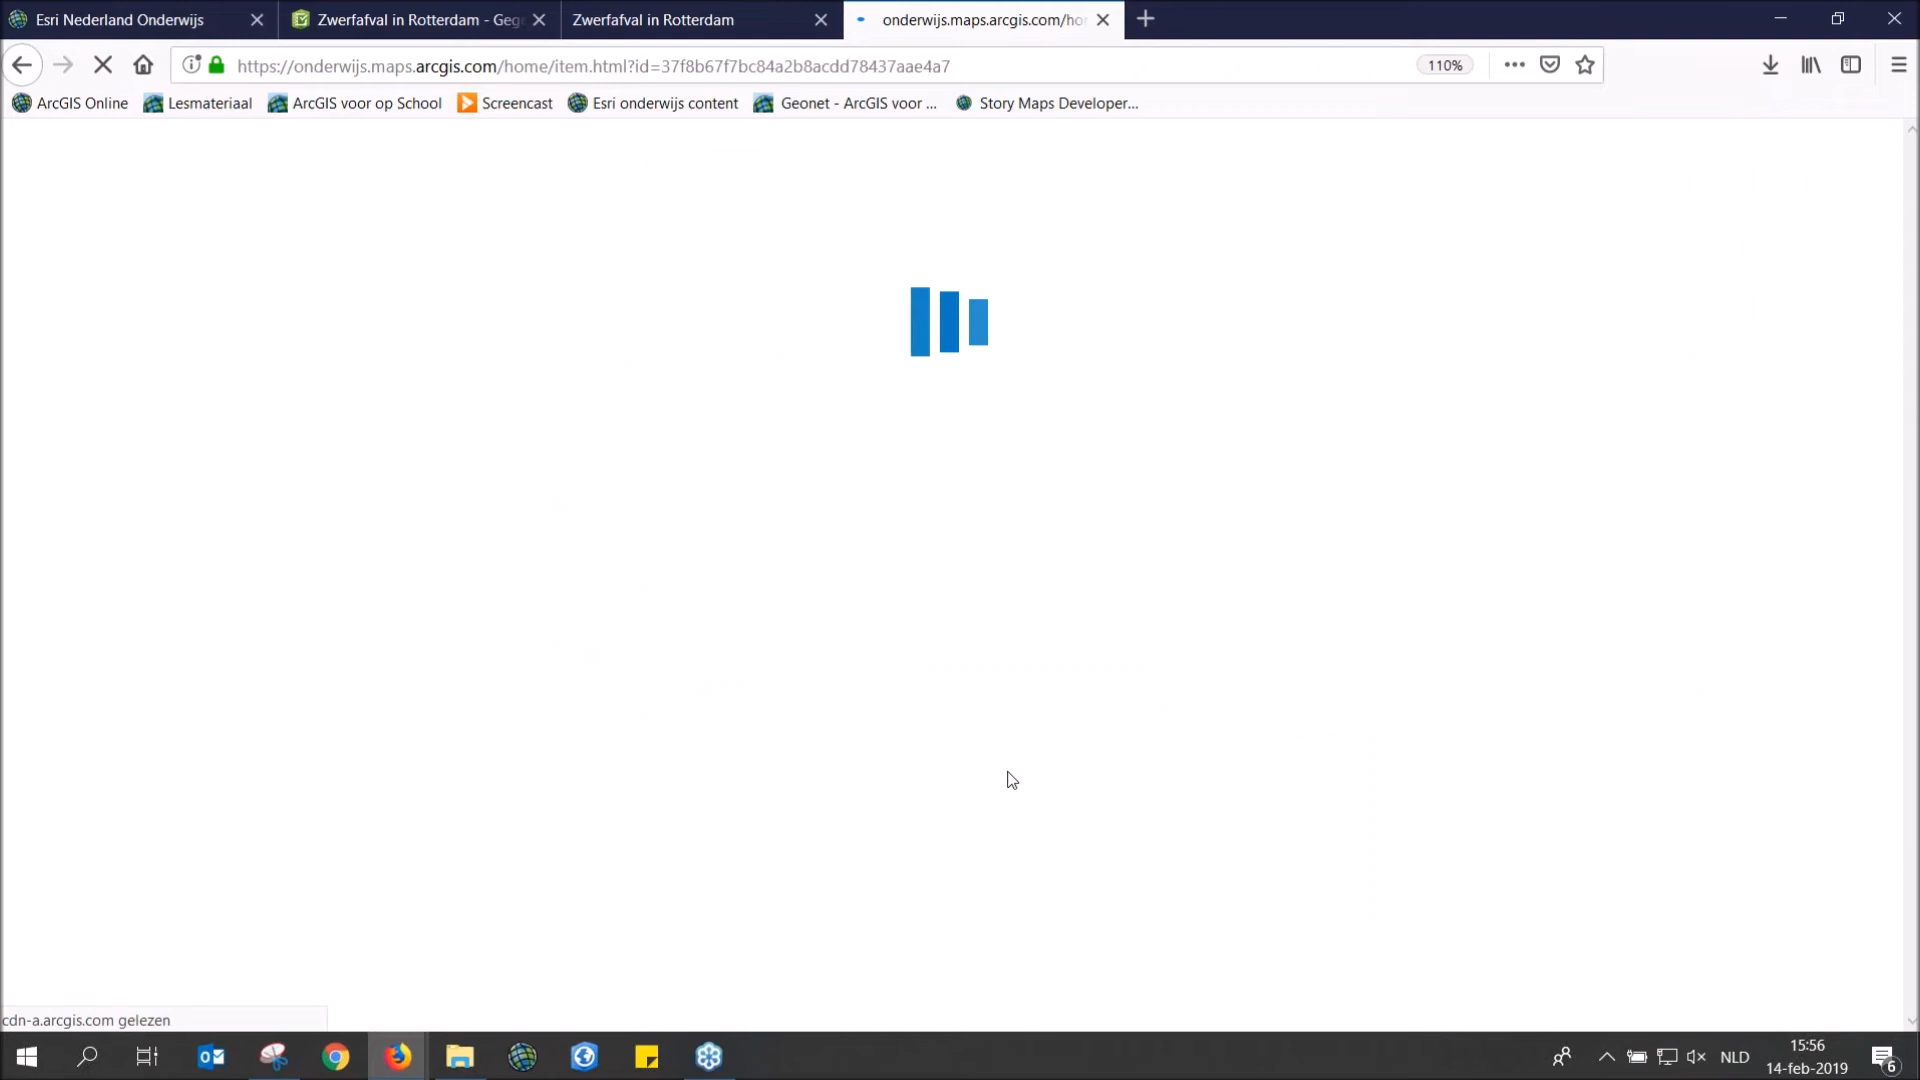 Esri Nederland Onderwijs
Zwerfafval in Rotterdam - Geg
Zwerfafval in Rotterdam
onderwijs.maps.arcgis.com/ho
https://onderwijs.maps.arcgis.com/home/item.html?id=37f8b67f7bc84a2b8acdd78437aae4a7
110%
ArcGIS Online
Lesmateriaal
ArcGIS voor op School
Screencast
Esri onderwijs content
Geonet - ArcGIS voor ...
Story Maps Developer...
cdn-a.arcgis.com gelezen
NLD
15:56
14-feb-2019
6